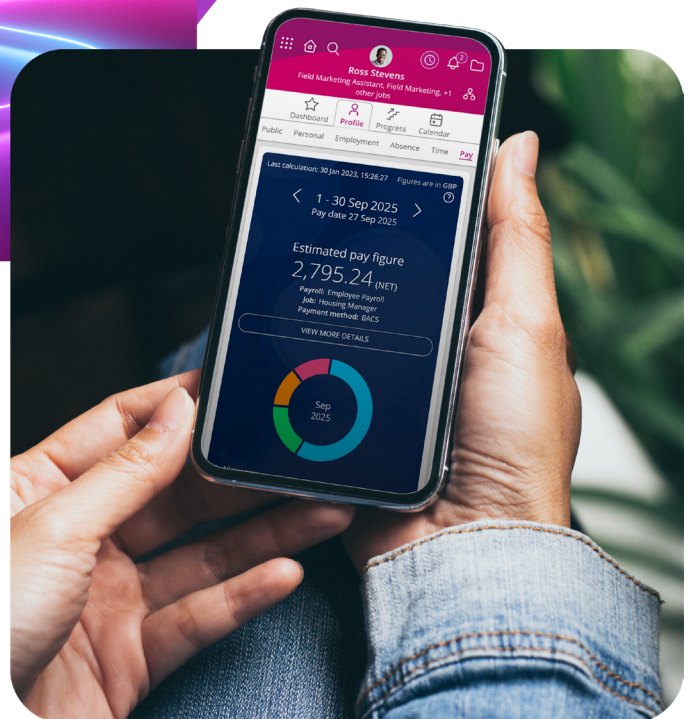 2
Ross Stevens
Field Marketing Assistant, Field Marketing, +1
other jobs
Dashboard
Profile
Progress
Calendar
Public Personal Employment Absence Time Pay
Last calculation: 30 Jan 2023, 15:26:27 Figures are in GBP
1 - 30 Sep 2025
Pay date 27 Sep 2025
Estimated pay figure
2,795.24 (NET)
Payroll: Employee Payroll
Job: Housing Manager
Payment method: BACS
VIEW MORE DETAILS
Sep
2025